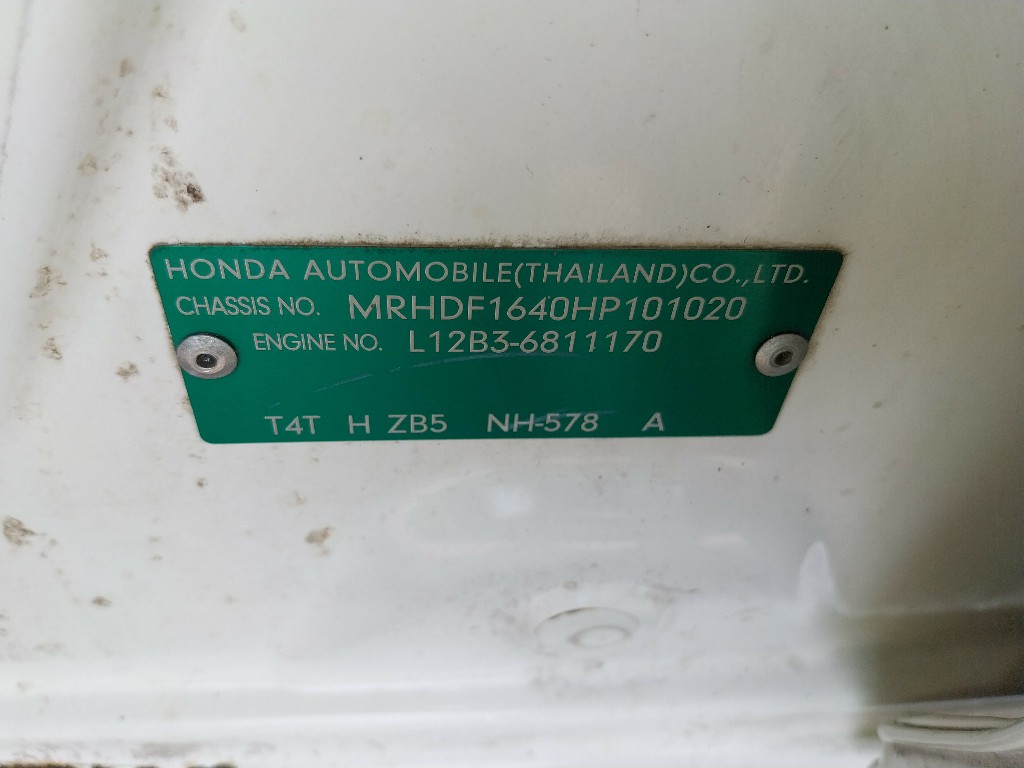 HONDA AUTOMOBILE(THAILAND)CO.,LTD.
CHASSIS NO. MRHDF1640HP101020
ENGINE NO. L12B3-6811170
T4T H ZB5 NH-578 A